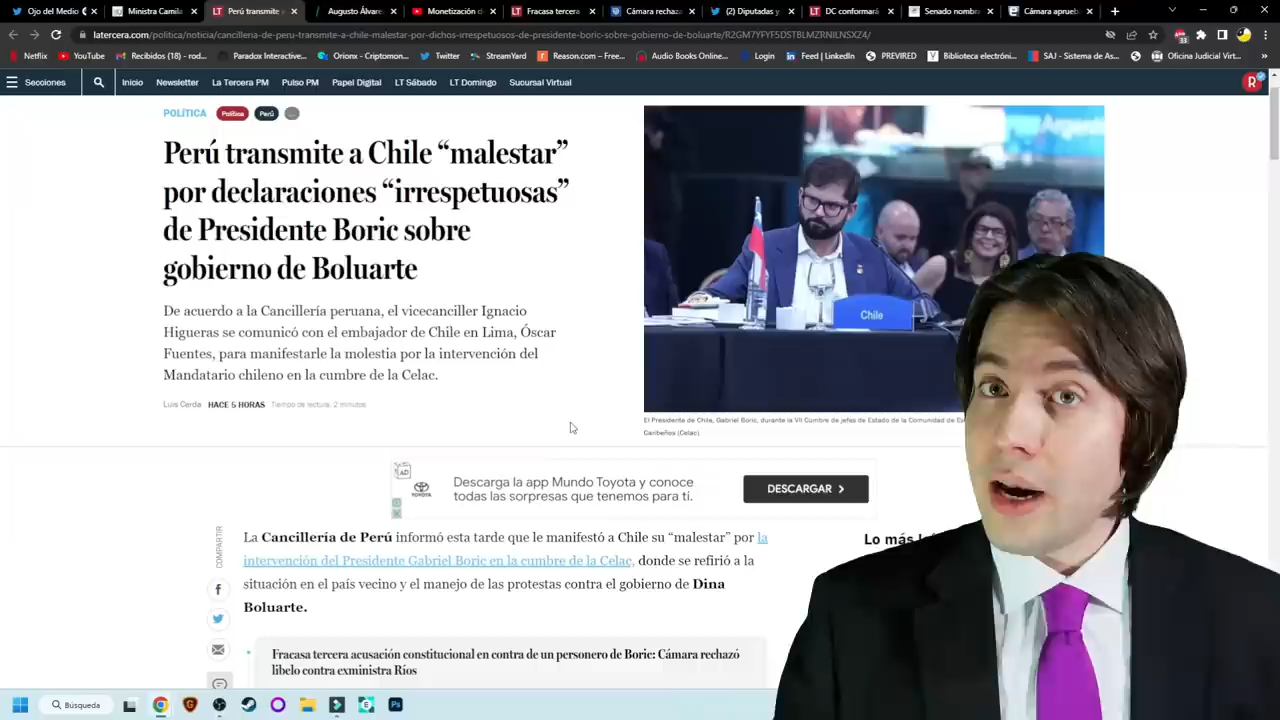 Ojo del Medio
Ministra Camila
Perú transmite
Augusto Álvare
Monetización d
Fracasa tercera
Cámara rechaz
(2) Diputadas y
DC conformará
Senado nombr
Cámara aprueb
latercera.com/politica/noticia/cancilleria-de-peru-transmite-a-chile-malestar-por-dichos-irrespetuosos-de-presidente-boric-sobre-gobierno-de-boluarte/R2GM7YFYF5DSTBLMZRNILNSXZ4/
Netflix
YouTube
Recibidos (18) - rod...
Paradox Interactive...
Orionx - Criptomon...
Twitter
StreamYard
Reason.com — Free...
Audio Books Online...
Login
Feed | LinkedIn
PREVIRED
Biblioteca electróni...
SAJ - Sistema de As...
Oficina Judicial Virt...
Secciones
Inicio
Newsletter
La Tercera PM
Pulso PM
Papel Digital
LT Sábado
LT Domingo
Sucursal Virtual
R
POLÍTICA
Política
Perú
Perú transmite a Chile “malestar”
por declaraciones “irrespetuosas”
de Presidente Boric sobre
gobierno de Boluarte
De acuerdo a la Cancillería peruana, el vicecanciller Ignacio
Higueras se comunicó con el embajador de Chile en Lima, Óscar
Fuentes, para manifestarle la molestia por la intervención del
Mandatario chileno en la cumbre de la Celac.
Luis Cerda HACE 5 HORAS Tiempo de lectura: 2 minutos
Chile
El Presidente de Chile, Gabriel Boric, durante la VII Cumbre de jefes de Estado de la Comunidad de Es
Caribeños (Celac)
AD
TOYOTA
Descarga la app Mundo Toyota y conoce
todas las sorpresas que tenemos para ti.
DESCARGAR
COMPARTIR
La Cancillería de Perú informó esta tarde que le manifestó a Chile su “malestar” por la
intervención del Presidente Gabriel Boric en la cumbre de la Celac, donde se refirió a la
situación en el país vecino y el manejo de las protestas contra el gobierno de Dina
Boluarte.
Lo más
Fracasa tercera acusación constitucional en contra de un personero de Boric: Cámara rechazó
libelo contra exministra Ríos
Búsqueda